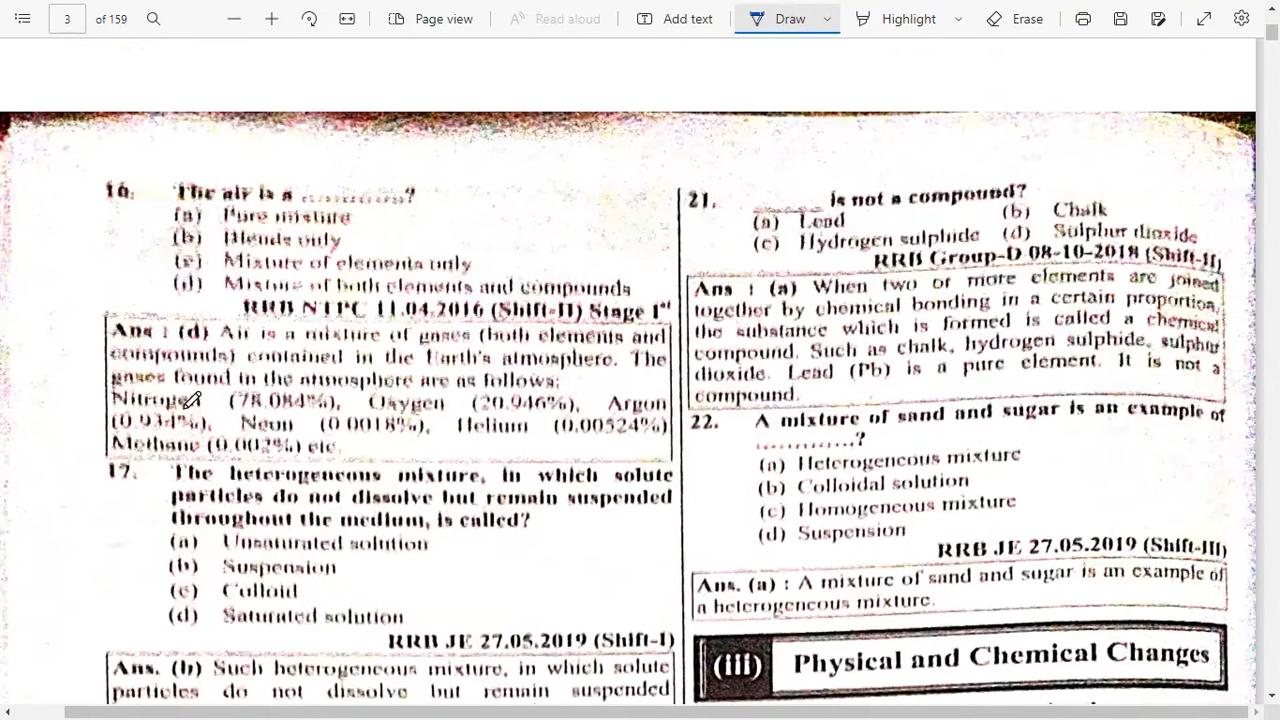 3 of 159 Page view Read aloud Add text Draw Highlight Erase
16. The air is a ............?
(a) Pure mixture
(b) Blends only
(c) Mixture of elements only
(d) Mixture of both elements and compounds
RRB NTPC 11.04.2016 (Shift-II) Stage Ist
Ans : (d) Air is a mixture of gases (both elements and
compounds) contained in the Earth's atmosphere. The
gases found in the atmosphere are as follows:
Nitrogen (78.084%), Oxygen (20.946%), Argon
(0.934%), Neon (0.0018%), Helium (0.00524%)
Methane (0.002%) etc.
17. The heterogeneous mixture, in which solute
particles do not dissolve but remain suspended
throughout the medium, is called?
(a) Unsaturated solution
(b) Suspension
(c) Colloid
(d) Saturated solution
RRB JE 27.05.2019 (Shift-I)
Ans. (b) Such heterogeneous mixture, in which solute
particles do not dissolve but remain suspended
21. ______ is not a compound?
(a) Lead (b) Chalk
(c) Hydrogen sulphide (d) Sulphur dioxide
RRB Group-D 08-10-2018 (Shift-II)
Ans : (a) When two or more elements are joined
together by chemical bonding in a certain proportion,
the substance which is formed is called a chemical
compound. Such as chalk, hydrogen sulphide, sulphur
dioxide. Lead (Pb) is a pure element. It is not a
compound.
22. A mixture of sand and sugar is an example of
............?
(a) Heterogeneous mixture
(b) Colloidal solution
(c) Homogeneous mixture
(d) Suspension
RRB JE 27.05.2019 (Shift-III)
Ans. (a) : A mixture of sand and sugar is an example of
a heterogeneous mixture.
(iii) Physical and Chemical Changes